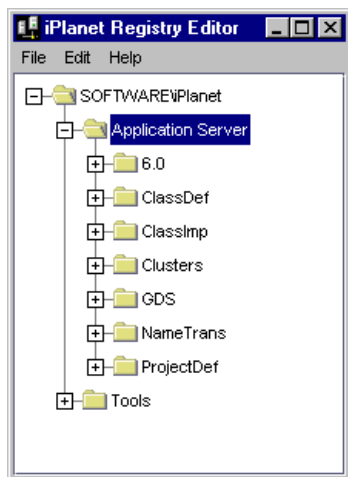 iPlanet Registry Editor
File Edit Help
SOFTWARE\iPlanet
Application Server
6.0
ClassDef
ClassImp
Clusters
GDS
NameTrans
ProjectDef
Tools